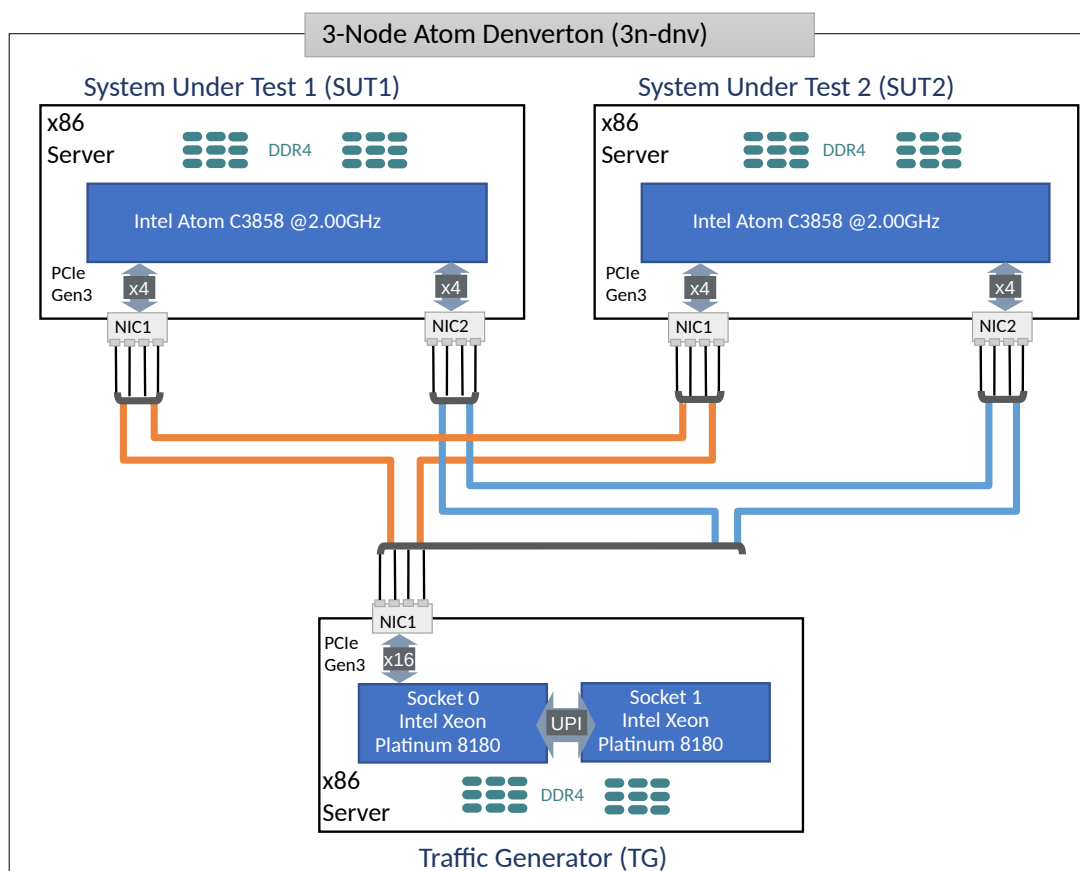 3-Node Atom Denverton (3n-dnv)
System Under Test 1 (SUT1)
x86
Server
DDR4
Intel Atom C3858 @2.00GHz
PCIe
Gen3
x4
x4
NIC1
NIC2
System Under Test 2 (SUT2)
x86
Server
DDR4
Intel Atom C3858 @2.00GHz
PCIe
Gen3
x4
x4
NIC1
NIC2
NIC1
PCIe
Gen3
x16
Socket 0
Intel Xeon
Platinum 8180
UPI
Socket 1
Intel Xeon
Platinum 8180
x86
Server
DDR4
Traffic Generator (TG)